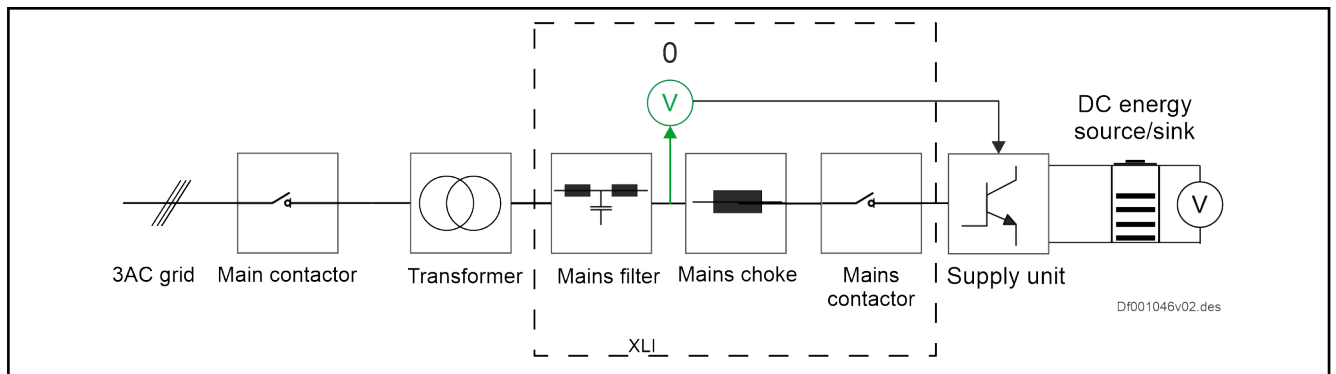 0
V
DC energy
source/sink
V
3AC grid
Main contactor
Transformer
Mains filter
Mains choke
Mains
contactor
Supply unit
Df001046v02.des
XLI